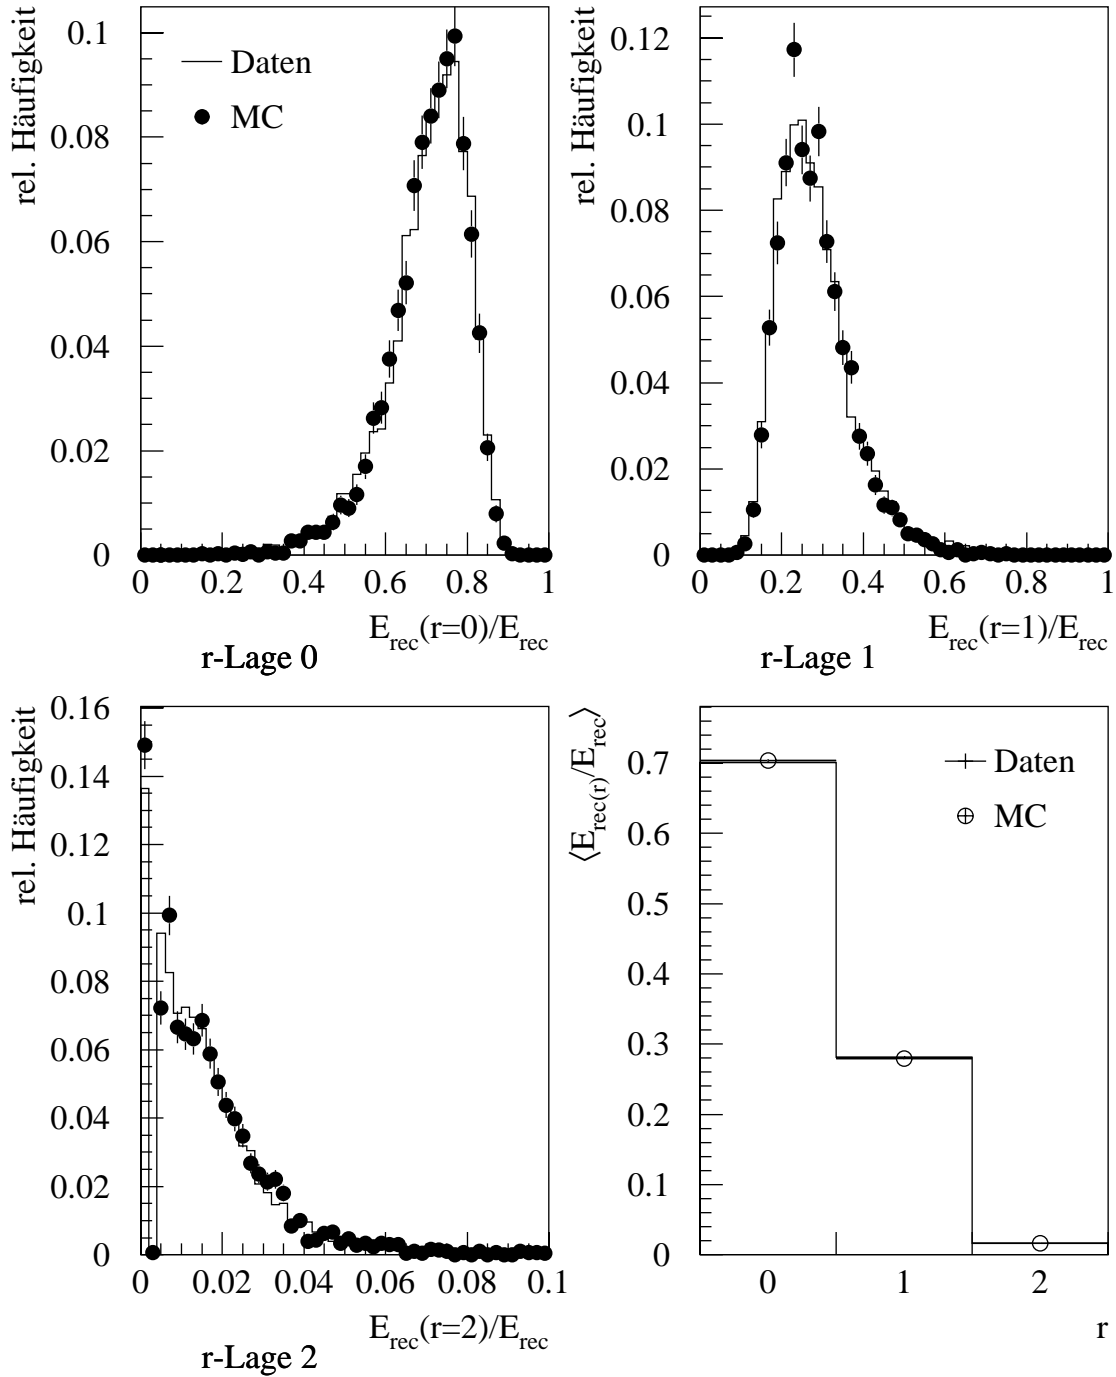 rel. Häufigkeit
0.1
0.08
0.06
0.04
0.02
0
Daten
MC
0 0.2 0.4 0.6 0.8 1
E_rec(r=0)/E_rec
r-Lage 0
rel. Häufigkeit
0.12
0.1
0.08
0.06
0.04
0.02
0
0 0.2 0.4 0.6 0.8 1
E_rec(r=1)/E_rec
r-Lage 1
rel. Häufigkeit
0.16
0.14
0.12
0.1
0.08
0.06
0.04
0.02
0
0 0.02 0.04 0.06 0.08 0.1
E_rec(r=2)/E_rec
r-Lage 2
⟨E_rec(r)/E_rec⟩
0.7
0.6
0.5
0.4
0.3
0.2
0.1
0
Daten
MC
0 1 2
r